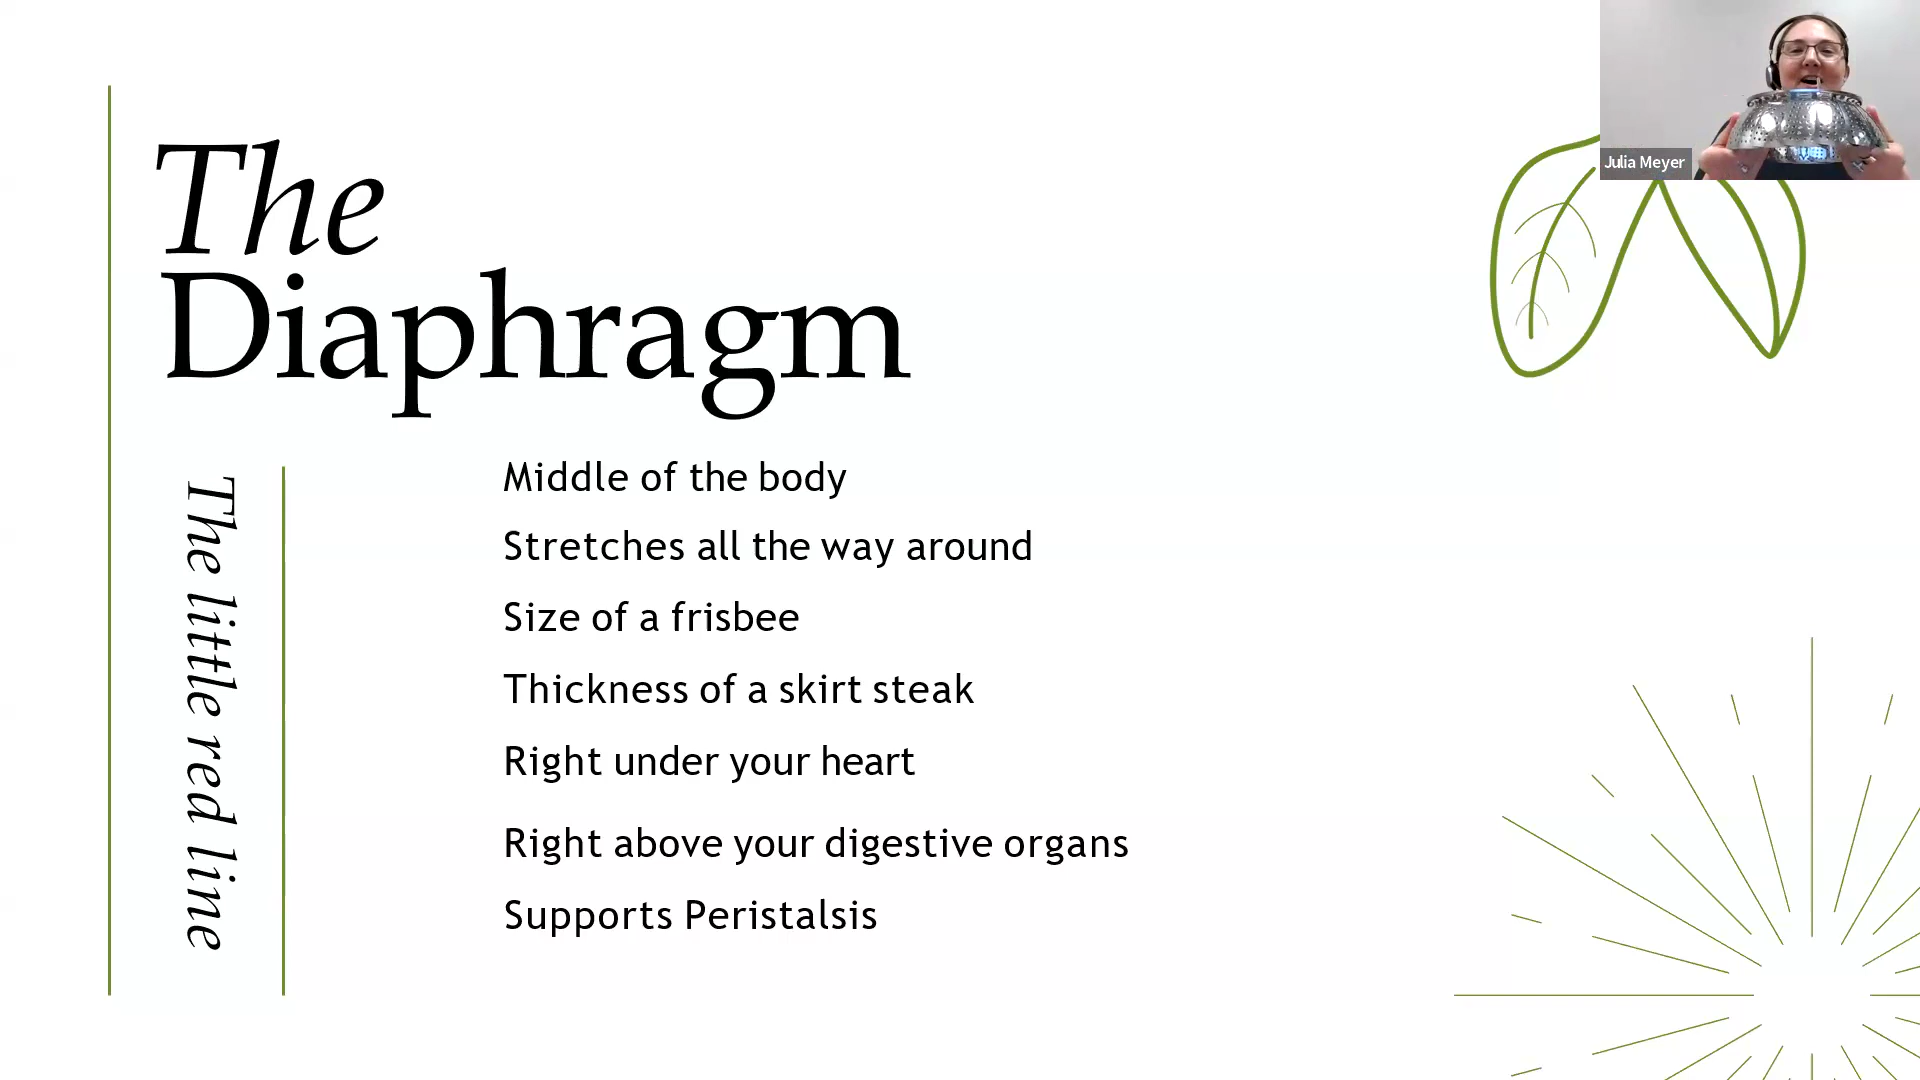 Julia Meyer
The
Diaphragm
The little red line
Middle of the body
Stretches all the way around
Size of a frisbee
Thickness of a skirt steak
Right under your heart
Right above your digestive organs
Supports Peristalsis